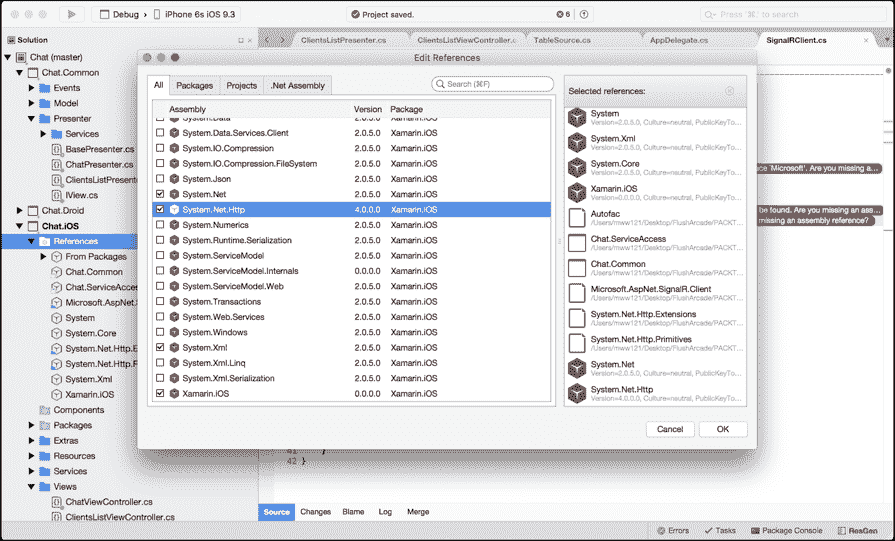 Debug
iPhone 6s iOS 9.3
Project saved.
6
Press '⌘.' to search
Solution
ClientsListPresenter.cs
ClientsListViewController.c
TableSource.cs
AppDelegate.cs
SignalRClient.cs
Chat (master)
Chat.Common
Events
Model
Presenter
Services
BasePresenter.cs
ChatPresenter.cs
ClientsListPresente
IView.cs
Chat.Droid
Chat.iOS
References
From Packages
Chat.Common
Chat.ServiceAcces
Microsoft.AspNet.S
System
System.Core
System.Net.Http.E
System.Net.Http.P
System.Xml
Xamarin.iOS
Components
Packages
Extras
Resources
Services
Views
ChatViewController.cs
ClientsListViewController.cs
Edit References
All
Packages
Projects
.Net Assembly
Search (⌘F)
Assembly
Version
Package
System.Data 2.0.5.0 Xamarin.iOS
System.Data.Services.Client 2.0.5.0 Xamarin.iOS
System.IO.Compression 2.0.5.0 Xamarin.iOS
System.IO.Compression.FileSystem 2.0.5.0 Xamarin.iOS
System.Json 2.0.5.0 Xamarin.iOS
System.Net 2.0.5.0 Xamarin.iOS
System.Net.Http 4.0.0.0 Xamarin.iOS
System.Numerics 2.0.5.0 Xamarin.iOS
System.Runtime.Serialization 2.0.5.0 Xamarin.iOS
System.ServiceModel 2.0.5.0 Xamarin.iOS
System.ServiceModel.Internals 0.0.0.0 Xamarin.iOS
System.ServiceModel.Web 2.0.5.0 Xamarin.iOS
System.Transactions 2.0.5.0 Xamarin.iOS
System.Web.Services 2.0.5.0 Xamarin.iOS
System.Windows 2.0.5.0 Xamarin.iOS
System.Xml 2.0.5.0 Xamarin.iOS
System.Xml.Linq 2.0.5.0 Xamarin.iOS
System.Xml.Serialization 2.0.5.0 Xamarin.iOS
Xamarin.iOS 0.0.0.0 Xamarin.iOS
Selected references:
System
Version=2.0.5.0, Culture=neutral, PublicKeyTo...
System.Xml
Version=2.0.5.0, Culture=neutral, PublicKeyTo...
System.Core
Version=2.0.5.0, Culture=neutral, PublicKeyTo...
Xamarin.iOS
Version=0.0.0.0, Culture=neutral, PublicKeyTo...
Autofac
/Users/mww121/Desktop/FlushArcade/PACKT...
Chat.ServiceAccess
/Users/mww121/Desktop/FlushArcade/PACKT...
Chat.Common
/Users/mww121/Desktop/FlushArcade/PACKT...
Microsoft.AspNet.SignalR.Client
/Users/mww121/Desktop/FlushArcade/PACKT...
System.Net.Http.Extensions
/Users/mww121/Desktop/FlushArcade/PACKT...
System.Net.Http.Primitives
/Users/mww121/Desktop/FlushArcade/PACKT...
System.Net
Version=2.0.5.0, Culture=neutral, PublicKeyTo...
System.Net.Http
Version=4.0.0.0, Culture=neutral, PublicKeyTo...
Cancel
OK
ce 'Microsoft'. Are you missing a...
be found. Are you missing an ass...
missing an assembly reference?
41 }
42 }
Source
Changes
Blame
Log
Merge
Errors
Tasks
Package Console
ResGen